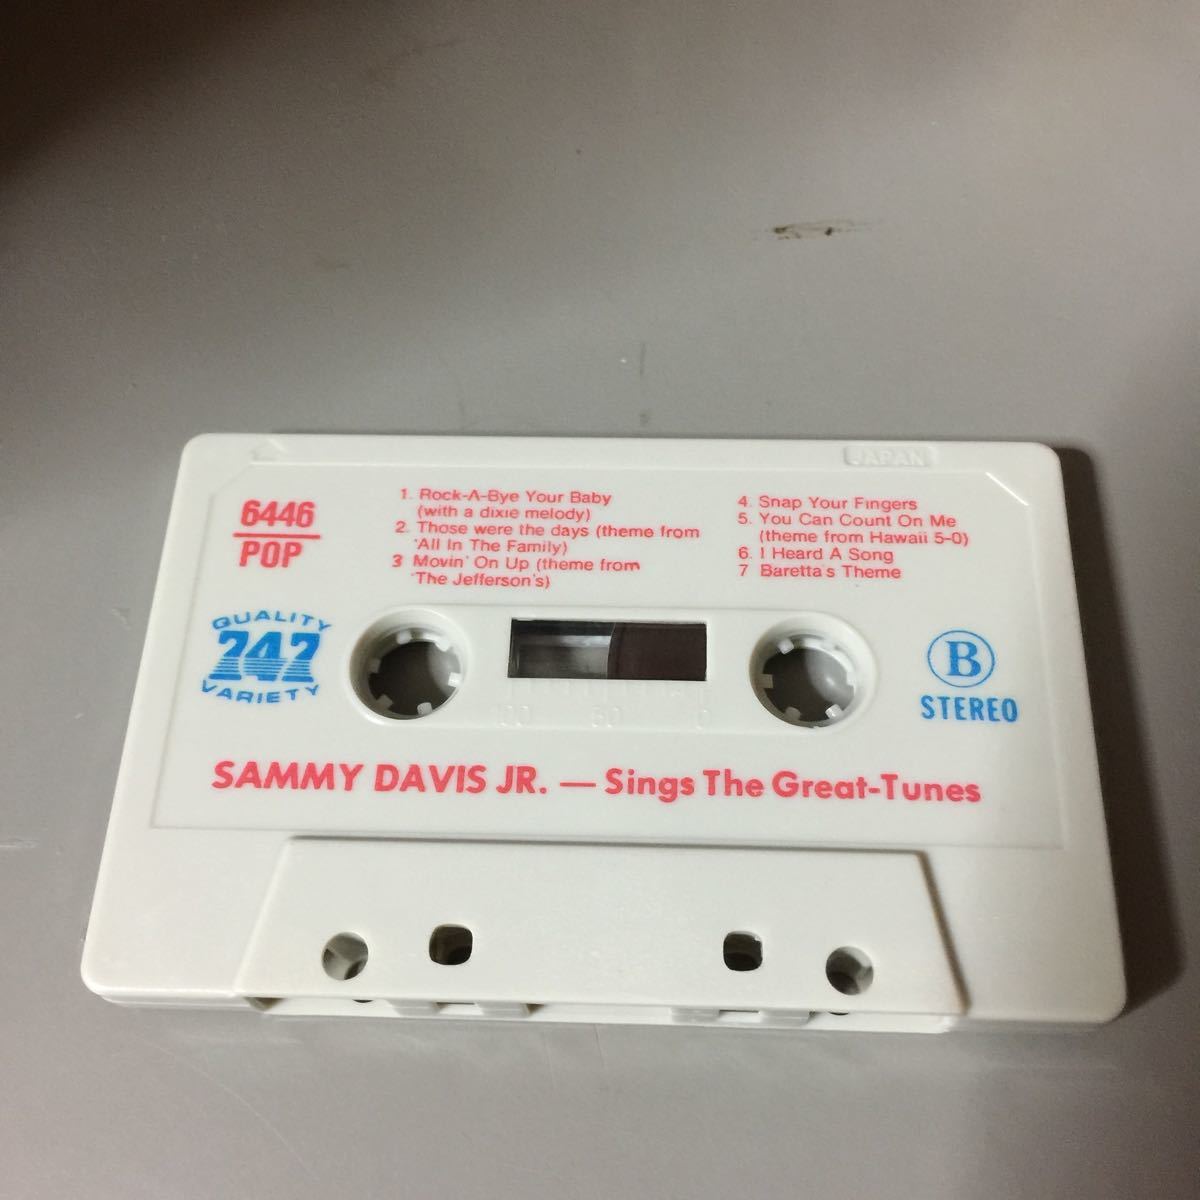 JAPAN
6446
POP
1. Rock-A-Bye Your Baby
(with a dixie melody)
2. Those were the days (theme from
'All In The Family)
3 Movin' On Up (theme from
'The Jefferson's)
4. Snap Your Fingers
5. You Can Count On Me
(theme from Hawaii 5-0)
6. I Heard A Song
7 Baretta's Theme
QUALITY
247
VARIETY
100 50 0
B
STEREO
SAMMY DAVIS JR. — Sings The Great-Tunes